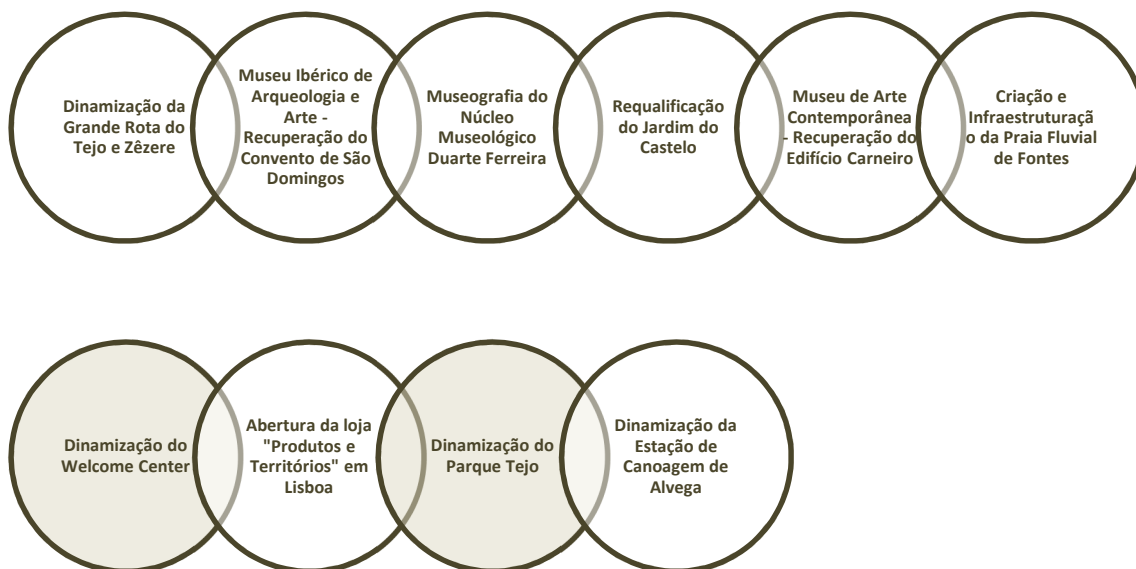 Dinamização da
Grande Rota do
Tejo e Zêzere
Museu Ibérico de
Arqueologia e
Arte -
Recuperação do
Convento de São
Domingos
Museografia do
Núcleo
Museológico
Duarte Ferreira
Requalificação
do Jardim do
Castelo
Museu de Arte
Contemporânea
- Recuperação do
Edifício Carneiro
Criação e
Infraestruturaçã
o da Praia Fluvial
de Fontes
Dinamização do
Welcome Center
Abertura da loja
"Produtos e
Territórios" em
Lisboa
Dinamização do
Parque Tejo
Dinamização da
Estação de
Canoagem de
Alvega